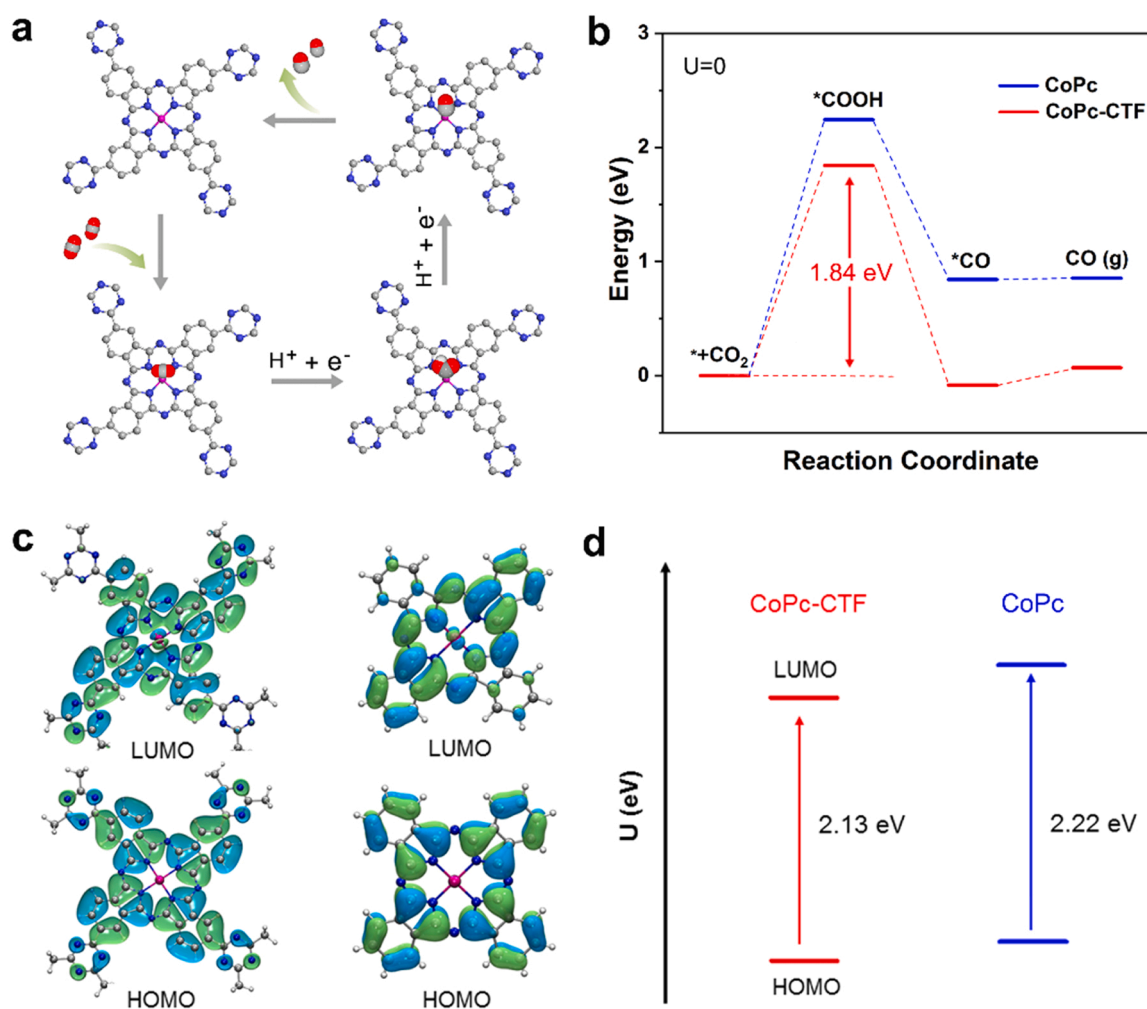 a
H⁺ + e⁻
H⁺ + e⁻
b
U=0
CoPc
CoPc-CTF
*COOH
1.84 eV
*+CO₂
*CO
CO (g)
3
2
1
0
Energy (eV)
Reaction Coordinate
c
LUMO
LUMO
HOMO
HOMO
d
CoPc-CTF
CoPc
LUMO
2.13 eV
2.22 eV
HOMO
U (eV)